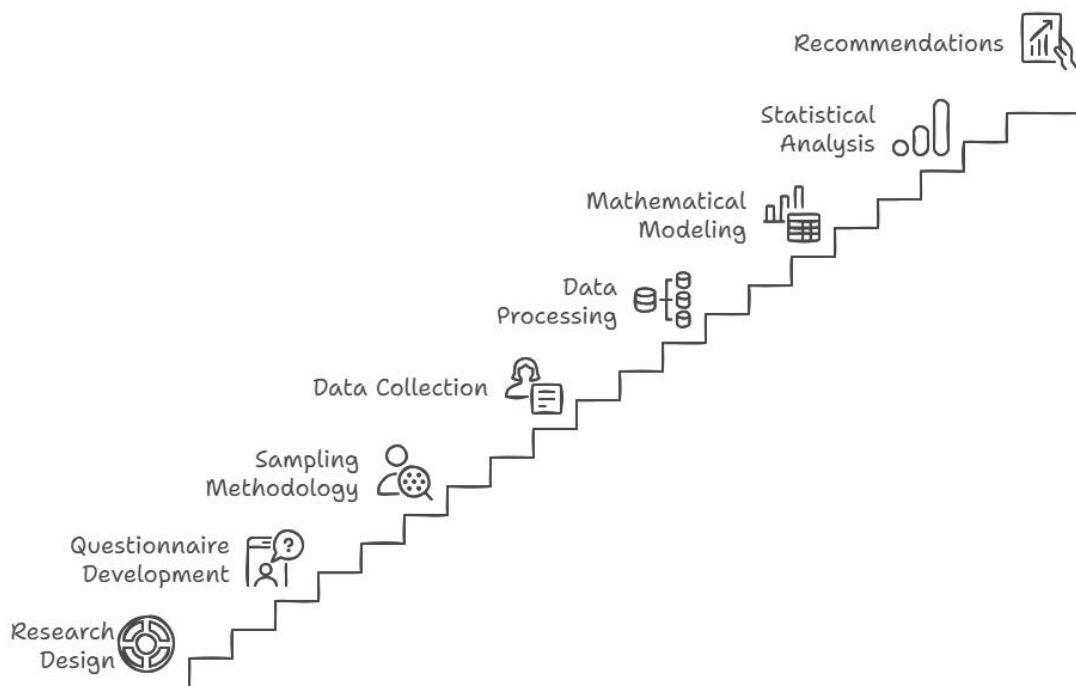 Recommendations
Statistical
Analysis
Mathematical
Modeling
Data
Processing
Data Collection
Sampling
Methodology
Questionnaire
Development
?
Research
Design